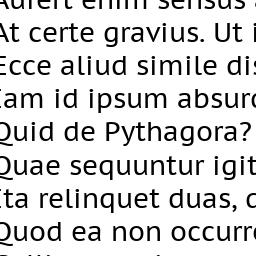 Aufert enim sensus a
At certe gravius. Ut i
Ecce aliud simile dis
Iam id ipsum absurd
Quid de Pythagora?
Quae sequuntur igit
Ita relinquet duas, d
Quod ea non occurre